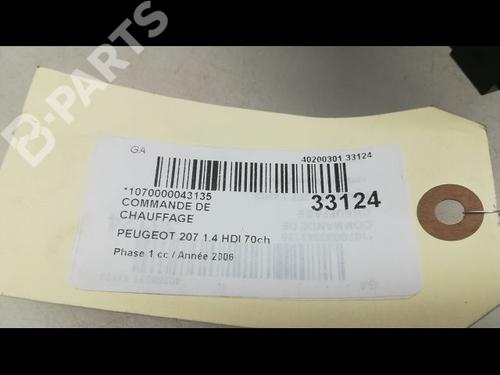 B-PARTS
GA
40200301 33124
*1070000043135
33124
COMMANDE DE
CHAUFFAGE
PEUGEOT 207 1.4 HDI 70ch
Phase 1 cc / Année 2006